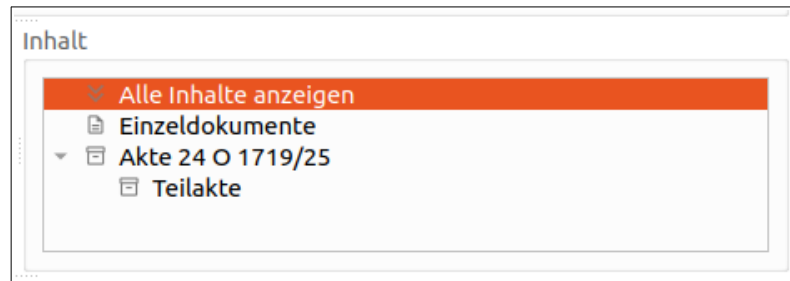 Inhalt
Alle Inhalte anzeigen
Einzeldokumente
Akte 24 O 1719/25
Teilakte